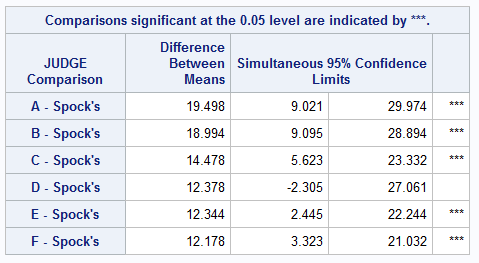 Comparisons significant at the 0.05 level are indicated by ***.
JUDGE Comparison Difference Between Means Simultaneous 95% Confidence Limits
A - Spock's 19.498 9.021 29.974 ***
B - Spock's 18.994 9.095 28.894 ***
C - Spock's 14.478 5.623 23.332 ***
D - Spock's 12.378 -2.305 27.061
E - Spock's 12.344 2.445 22.244 ***
F - Spock's 12.178 3.323 21.032 ***